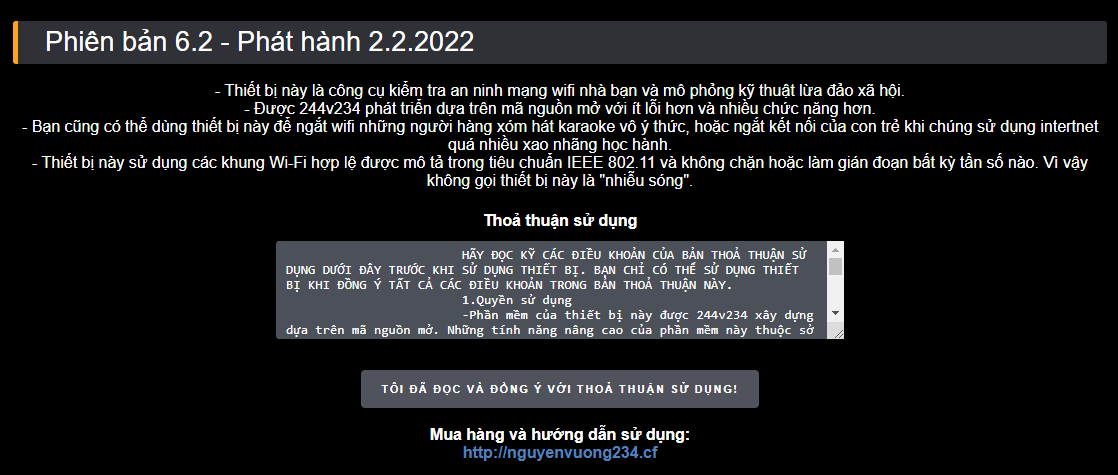 Phiên bản 6.2 - Phát hành 2.2.2022
- Thiết bị này là công cụ kiểm tra an ninh mạng wifi nhà bạn và mô phỏng kỹ thuật lừa đảo xã hội.
- Được 244v234 phát triển dựa trên mã nguồn mở với ít lỗi hơn và nhiều chức năng hơn.
- Bạn cũng có thể dùng thiết bị này để ngắt wifi những người hàng xóm hát karaoke vô ý thức, hoặc ngắt kết nối của con trẻ khi chúng sử dụng intertnet
quá nhiều xao nhãng học hành.
- Thiết bị này sử dụng các khung Wi-Fi hợp lệ được mô tả trong tiêu chuẩn IEEE 802.11 và không chặn hoặc làm gián đoạn bất kỳ tần số nào. Vì vậy
không gọi thiết bị này là "nhiễu sóng".
Thoả thuận sử dụng
HÃY ĐỌC KỸ CÁC ĐIỀU KHOẢN CỦA BẢN THOẢ THUẬN SỬ
DỤNG DƯỚI ĐÂY TRƯỚC KHI SỬ DỤNG THIẾT BỊ. BẠN CHỈ CÓ THỂ SỬ DỤNG THIẾT
BỊ KHI ĐỒNG Ý TẤT CẢ CÁC ĐIỀU KHOẢN TRONG BẢN THOẢ THUẬN NÀY.
1.Quyền sử dụng
-Phần mềm của thiết bị này được 244v234 xây dựng
dựa trên mã nguồn mở. Những tính năng nâng cao của phần mềm này thuộc sở
TÔI ĐÃ ĐỌC VÀ ĐỒNG Ý VỚI THOẢ THUẬN SỬ DỤNG!
Mua hàng và hướng dẫn sử dụng:
http://nguyenvuong234.cf